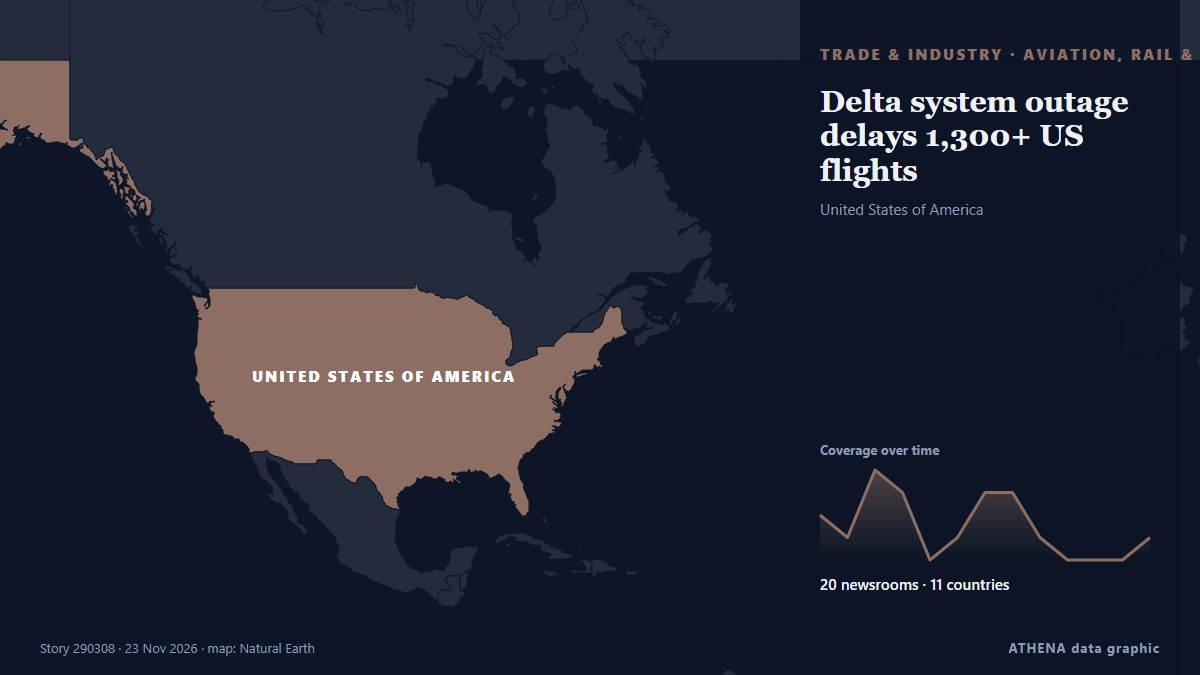 TRADE & INDUSTRY · AVIATION, RAIL &
Delta system outage
delays 1,300+ US
flights
United States of America
UNITED STATES OF AMERICA
Coverage over time
20 newsrooms · 11 countries
Story 290308 · 23 Nov 2026 · map: Natural Earth
ATHENA data graphic